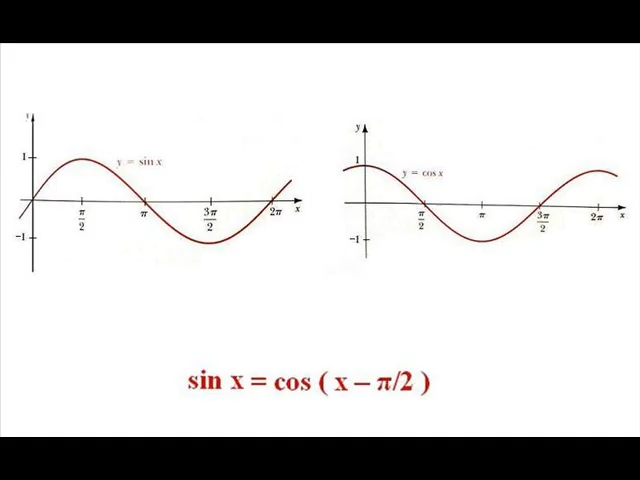 y
1
y = sin x
π/2
π
3π/2
2π
x
−1
y
1
y = cos x
π/2
π
3π/2
2π
x
−1
sin x = cos ( x – π/2 )